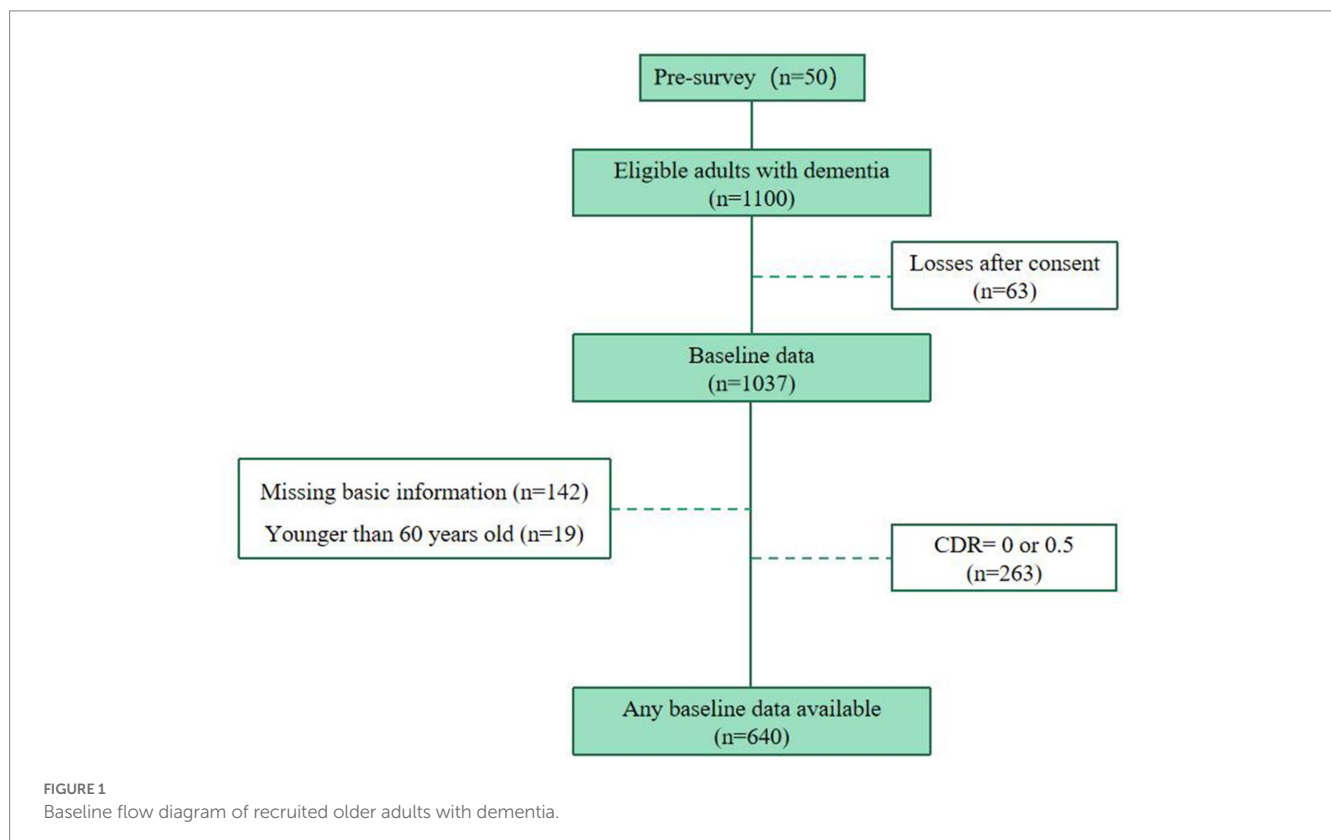 Pre-survey (n=50)
Eligible adults with dementia
(n=1100)
Losses after consent
(n=63)
Baseline data
(n=1037)
Missing basic information (n=142)
Younger than 60 years old (n=19)
CDR= 0 or 0.5
(n=263)
Any baseline data available
(n=640)
FIGURE 1
Baseline flow diagram of recruited older adults with dementia.